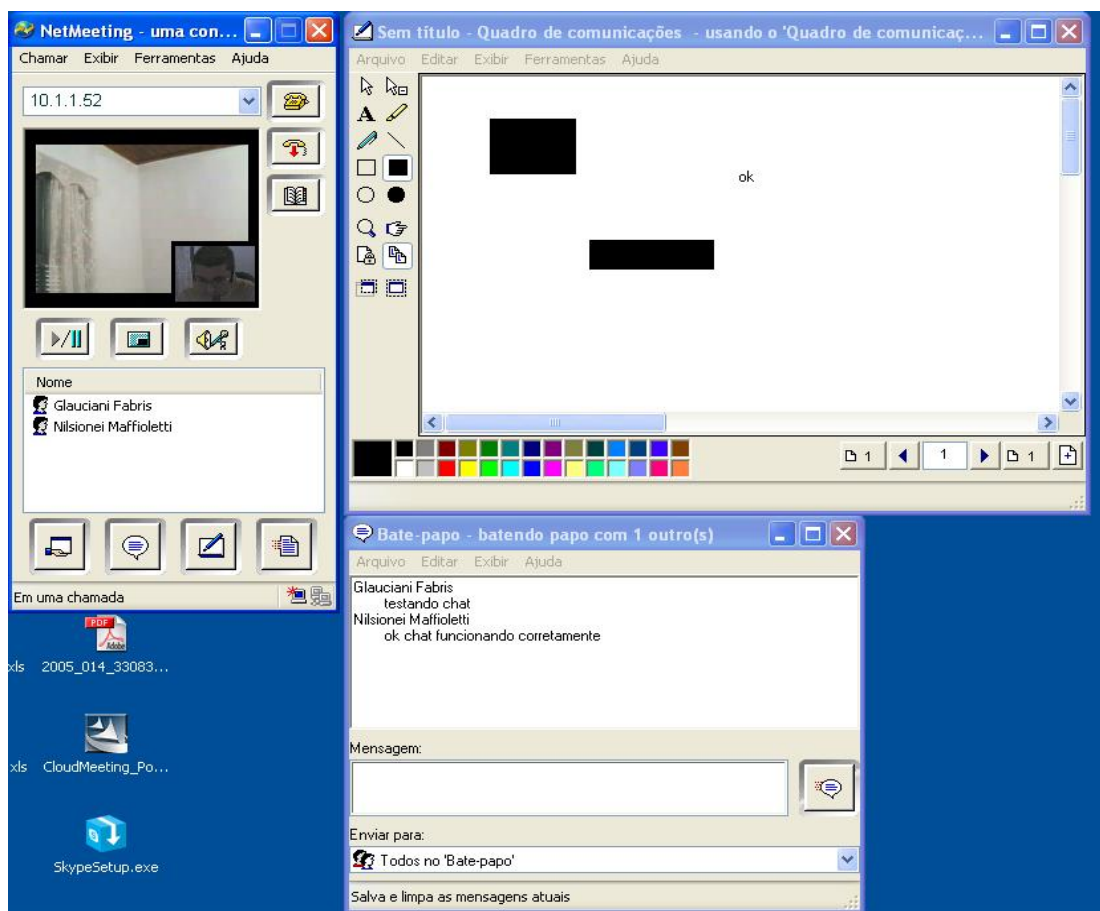 NetMeeting - uma con...
Chamar Exibir Ferramentas Ajuda
10.1.1.52
Nome
Glauciani Fabris
Nilsionei Maffioletti
Em uma chamada
Sem título - Quadro de comunicações - usando o 'Quadro de comunicaç...
Arquivo Editar Exibir Ferramentas Ajuda
A
ok
1 1 1
Bate-papo - batendo papo com 1 outro(s)
Arquivo Editar Exibir Ajuda
Glauciani Fabris
testando chat
Nilsionei Maffioletti
ok chat funcionando corretamente
Mensagem:
Enviar para:
Todos no 'Bate-papo'
Salva e limpa as mensagens atuais
PDF
Adobe
xls 2005_014_33083...
xls CloudMeeting_Po...
SkypeSetup.exe